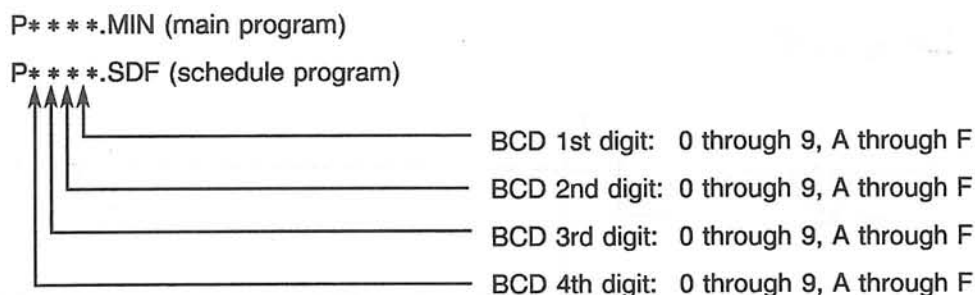 P****.MIN (main program)
P****.SDF (schedule program)
BCD 1st digit: 0 through 9, A through F
BCD 2nd digit: 0 through 9, A through F
BCD 3rd digit: 0 through 9, A through F
BCD 4th digit: 0 through 9, A through F